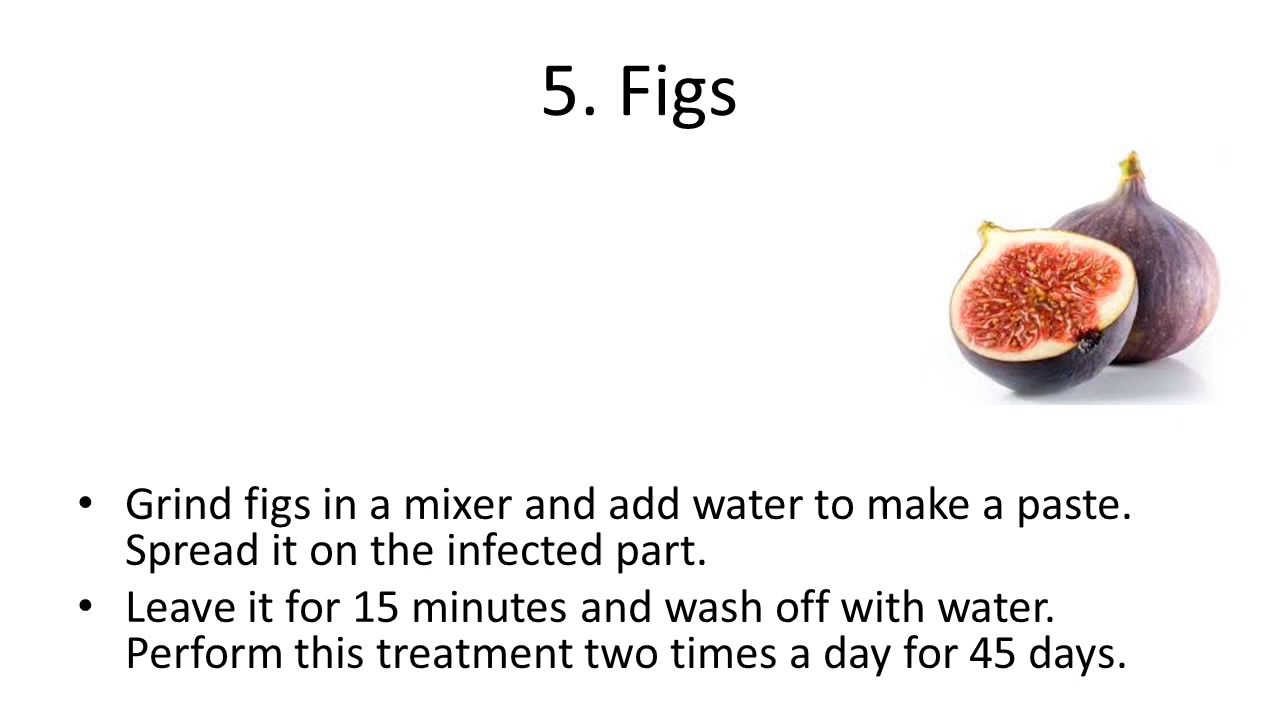 5. Figs
• Grind figs in a mixer and add water to make a paste.
Spread it on the infected part.
• Leave it for 15 minutes and wash off with water.
Perform this treatment two times a day for 45 days.